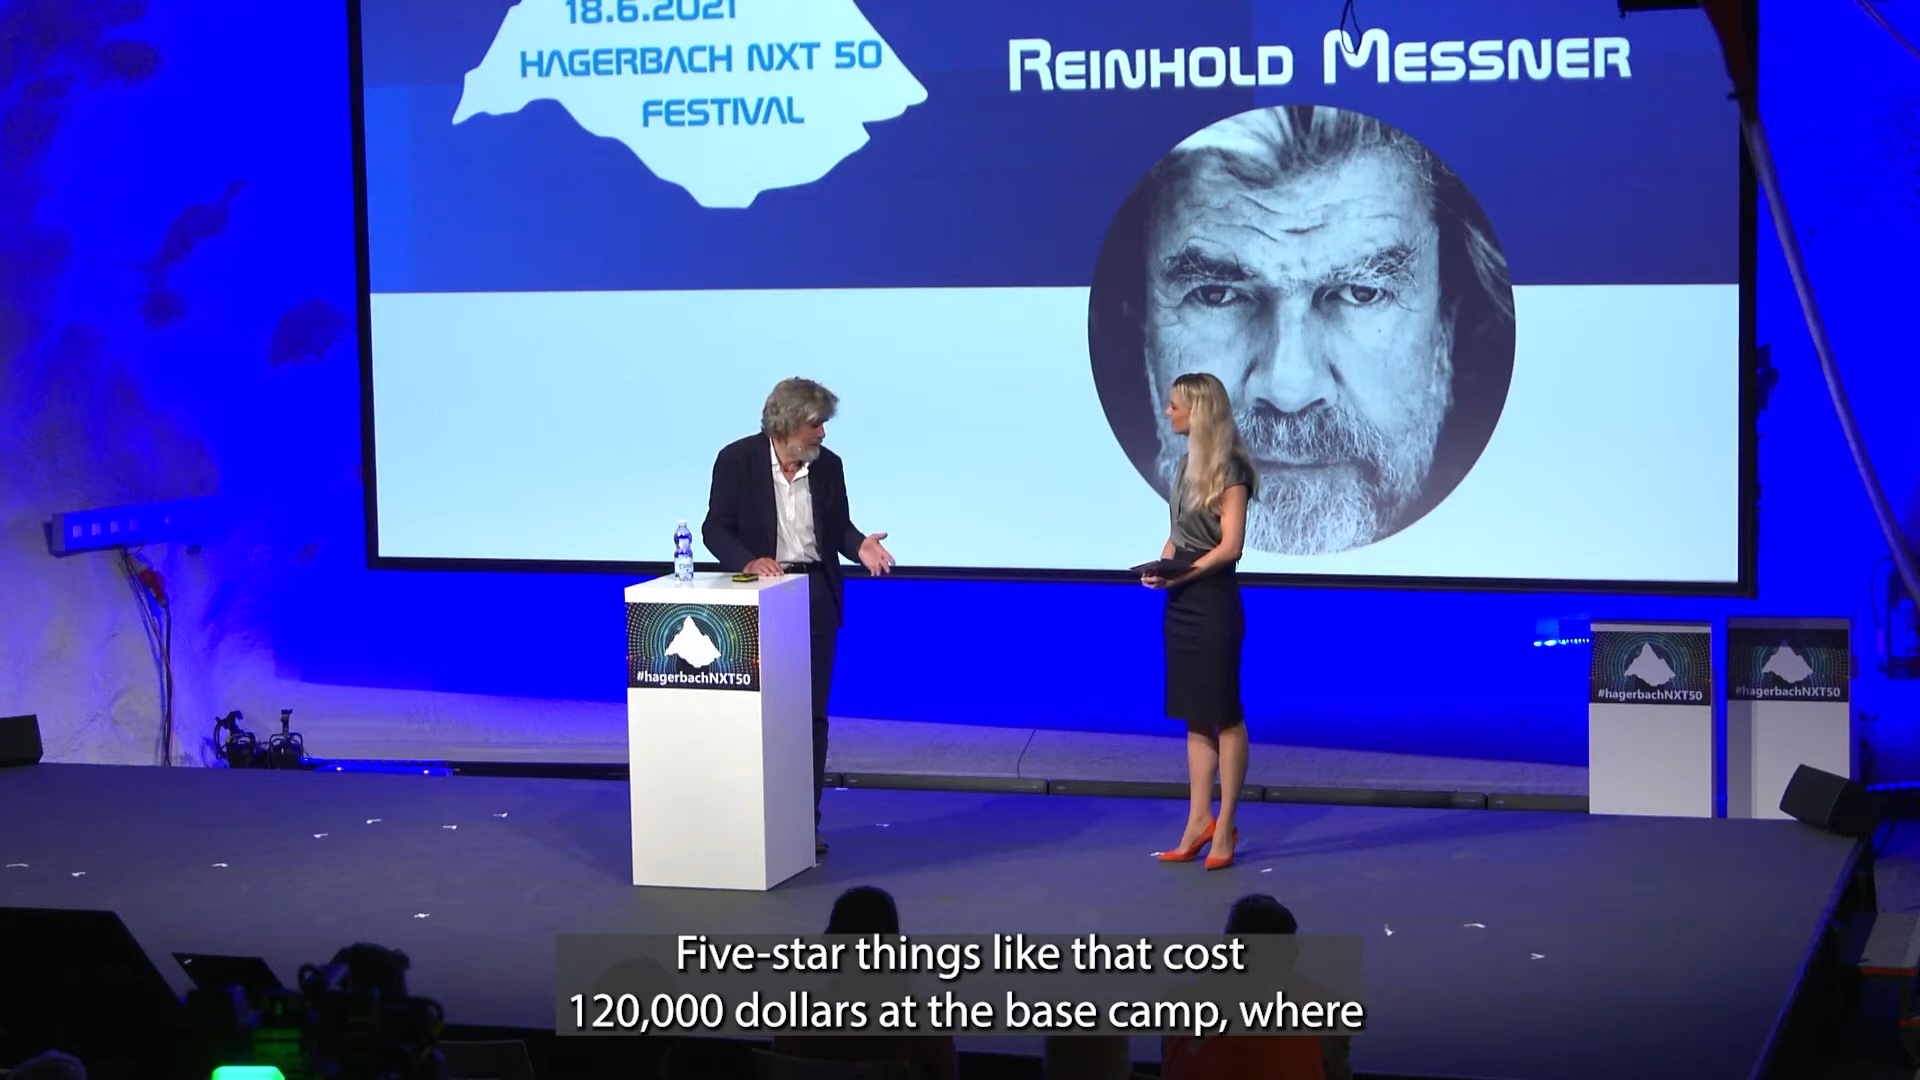 18.6.2021
HAGERBACH NXT 50
FESTIVAL
REINHOLD MESSNER
#hagerbachNXT50
#hagerbachNXT50
#hagerbachNXT50
Five-star things like that cost
120,000 dollars at the base camp, where